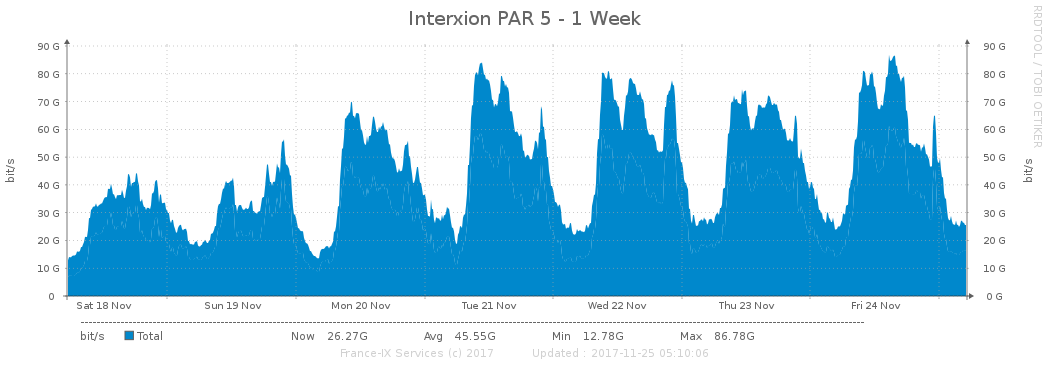 Interxion PAR 5 - 1 Week
RRDTOOL / TOBI OETIKER
bit/s
90 G
80 G
70 G
60 G
50 G
40 G
30 G
20 G
10 G
0
90 G
80 G
70 G
60 G
50 G
40 G
30 G
20 G
10 G
0 G
bit/s
Sat 18 Nov Sun 19 Nov Mon 20 Nov Tue 21 Nov Wed 22 Nov Thu 23 Nov Fri 24 Nov
bit/s Total Now 26.27G Avg 45.55G Min 12.78G Max 86.78G
France-IX Services (c) 2017 Updated : 2017-11-25 05:10:06